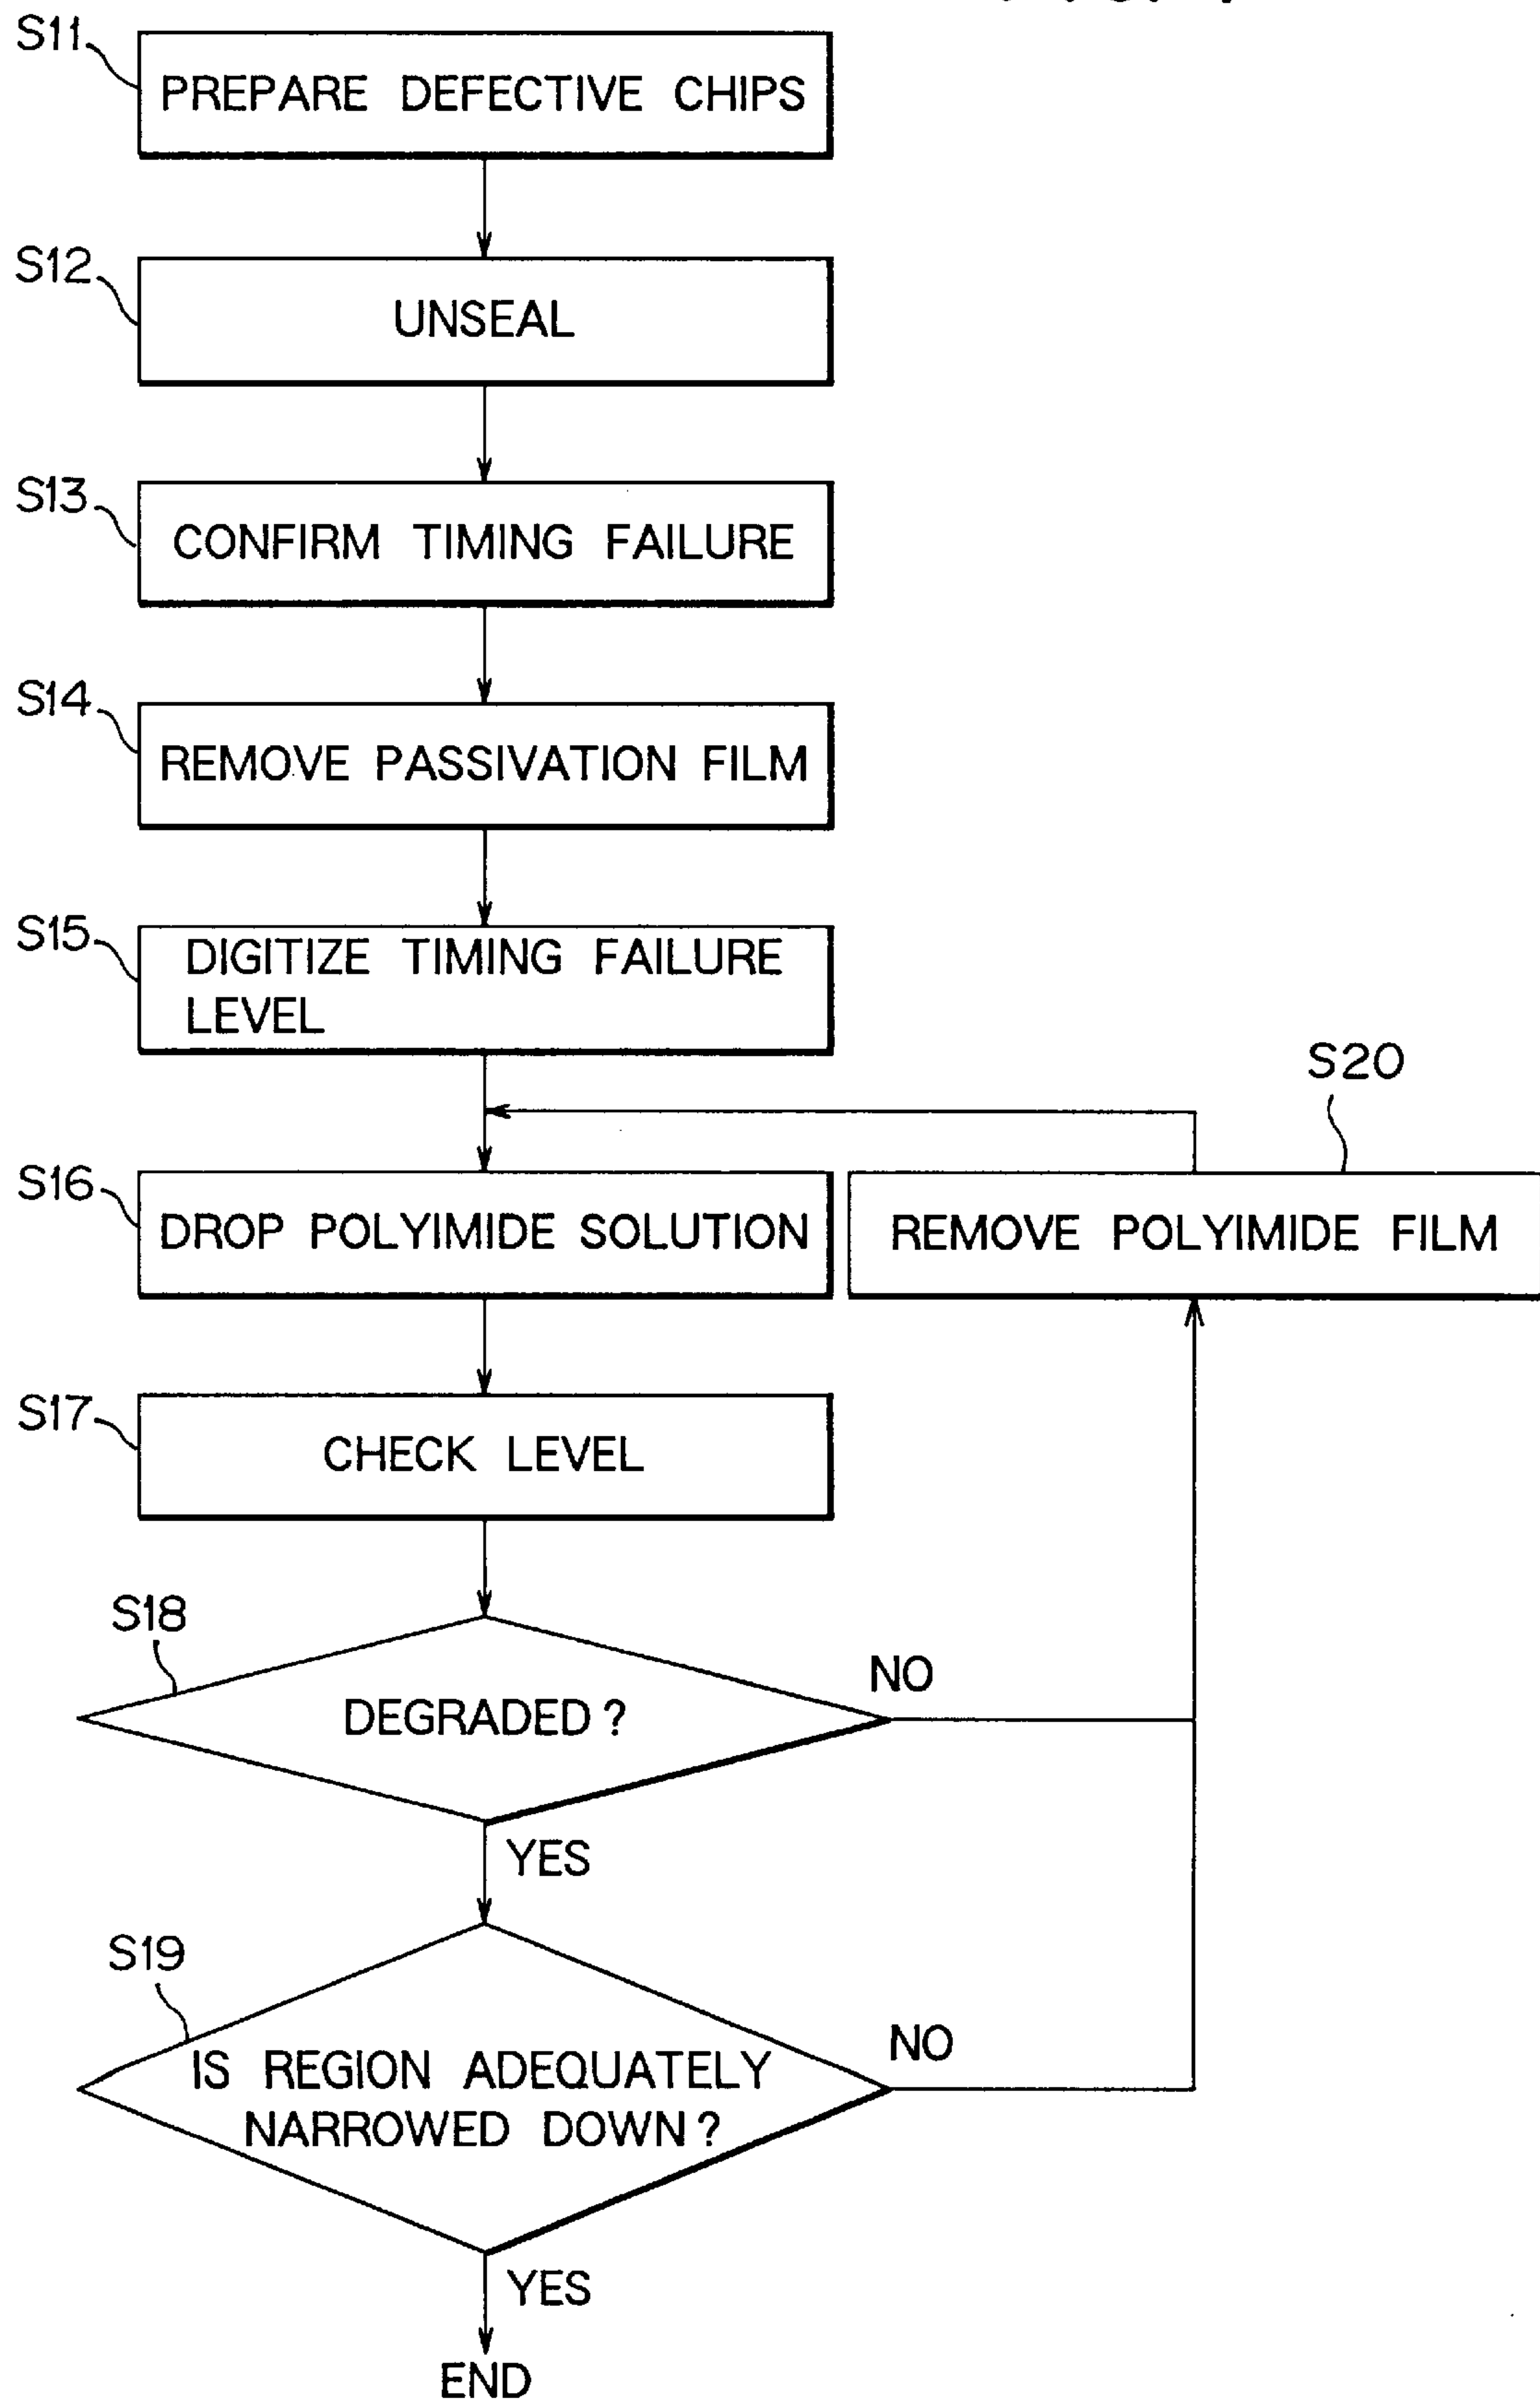 S11
PREPARE DEFECTIVE CHIPS
S12
UNSEAL
S13
CONFIRM TIMING FAILURE
S14
REMOVE PASSIVATION FILM
S15
DIGITIZE TIMING FAILURE
LEVEL
S20
S16
DROP POLYIMIDE SOLUTION
REMOVE POLYIMIDE FILM
S17
CHECK LEVEL
S18
NO
DEGRADED?
YES
S19
NO
IS REGION ADEQUATELY
NARROWED DOWN?
YES
END